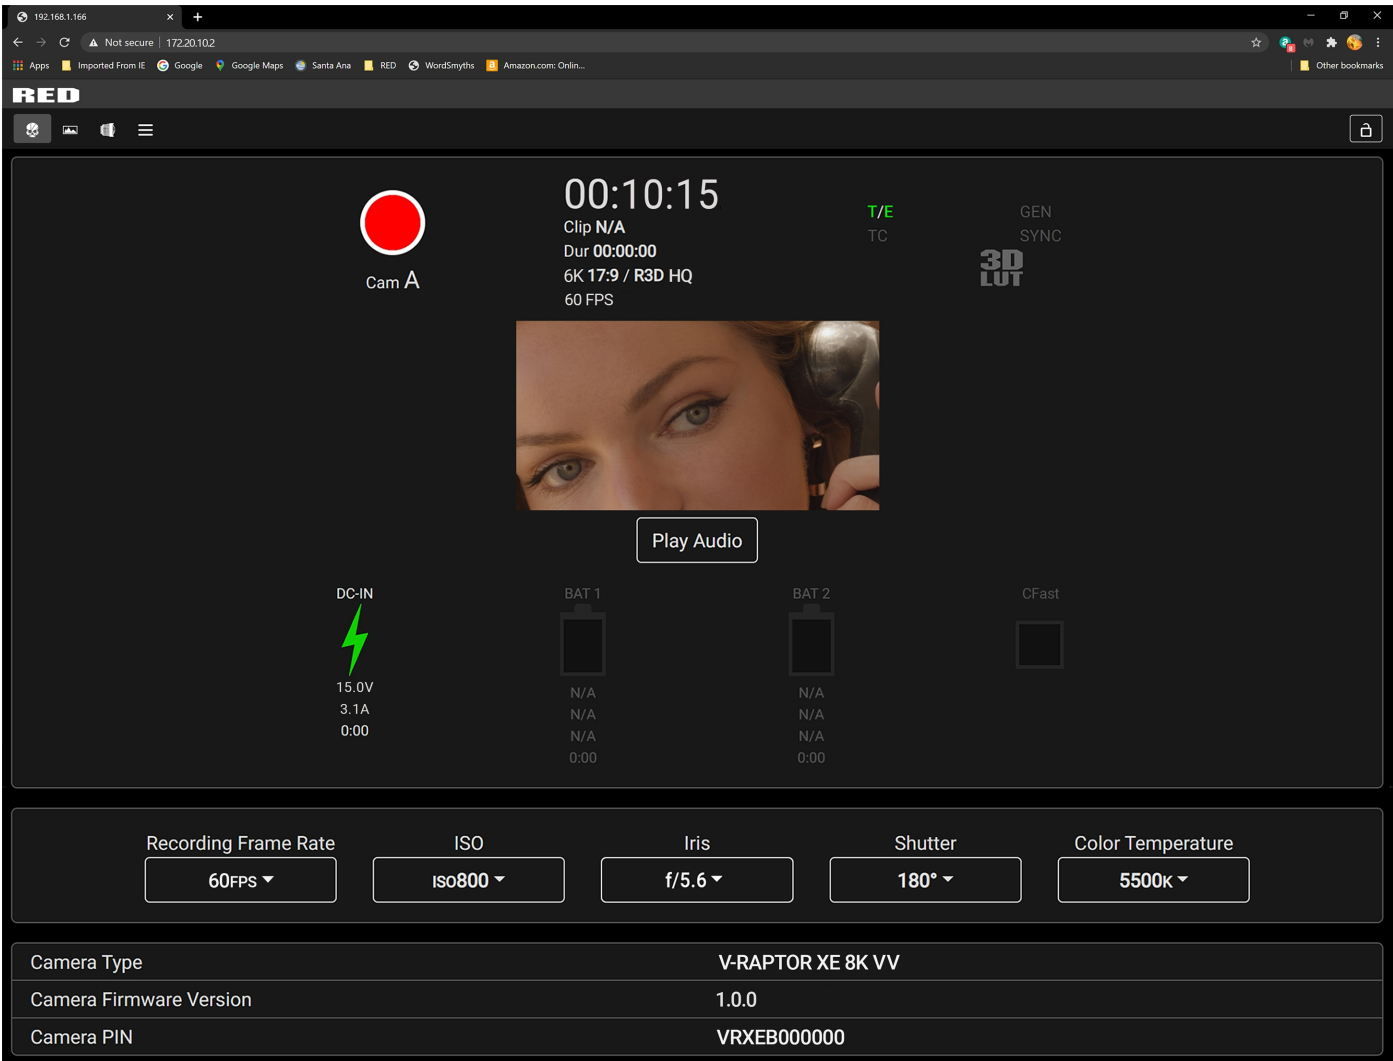 192.168.1.166
Not secure | 172.20.10.2
Apps Imported From IE Google Google Maps Santa Ana RED WordSmyths Amazon.com: Onlin... Other bookmarks
RED
00:10:15
Clip N/A
Dur 00:00:00
6K 17:9 / R3D HQ
60 FPS
Cam A
T/E GEN
TC SYNC
3D
LUT
Play Audio
DC-IN BAT 1 BAT 2 CFast
15.0V N/A N/A
3.1A N/A N/A
0:00 N/A N/A
0:00 0:00
Recording Frame Rate ISO Iris Shutter Color Temperature
60FPS ISO800 f/5.6 180° 5500K
Camera Type V-RAPTOR XE 8K VV
Camera Firmware Version 1.0.0
Camera PIN VRXEB000000